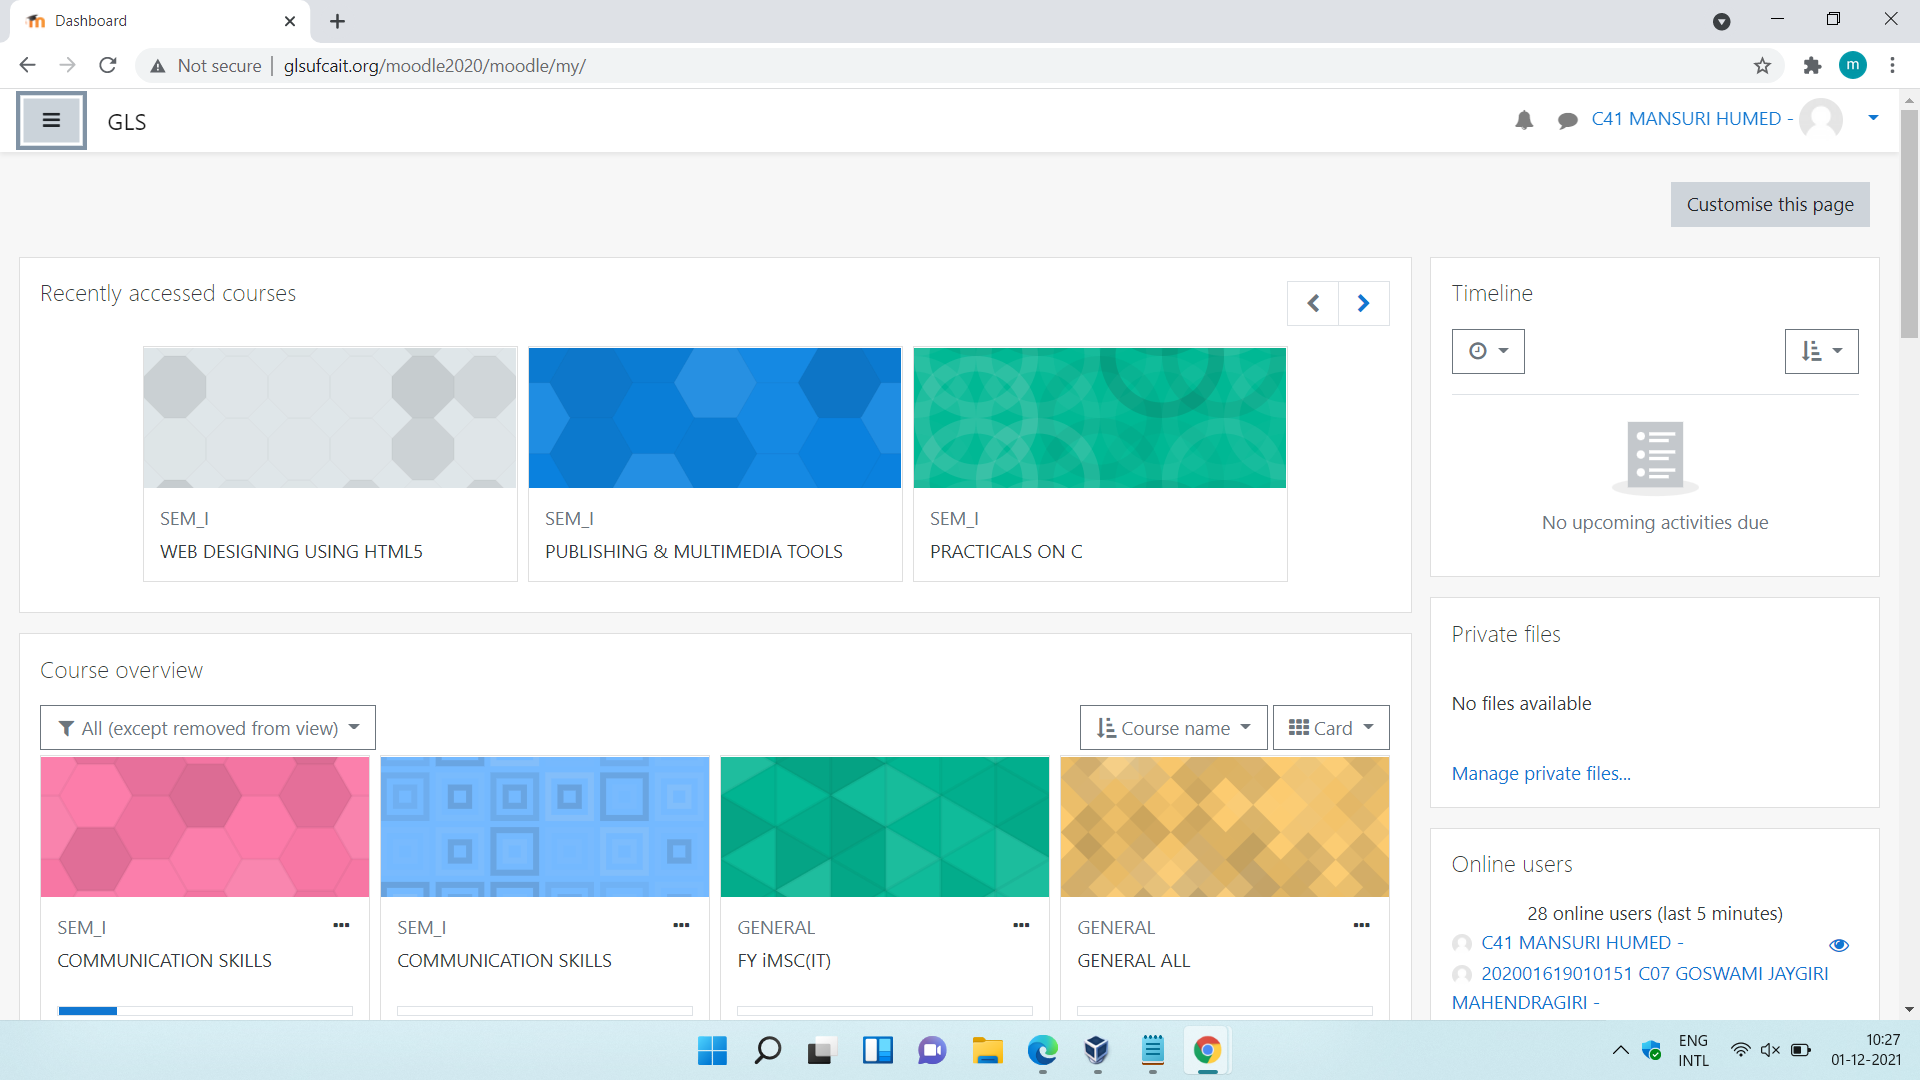 Dashboard
Not secure | glsufcait.org/moodle2020/moodle/my/
m
GLS
C41 MANSURI HUMED -
Customise this page
Recently accessed courses
SEM_I
WEB DESIGNING USING HTML5
SEM_I
PUBLISHING & MULTIMEDIA TOOLS
SEM_I
PRACTICALS ON C
Timeline
No upcoming activities due
Course overview
All (except removed from view)
Course name
Card
SEM_I
COMMUNICATION SKILLS
SEM_I
COMMUNICATION SKILLS
GENERAL
FY iMSC(IT)
GENERAL
GENERAL ALL
Private files
No files available
Manage private files...
Online users
28 online users (last 5 minutes)
C41 MANSURI HUMED -
202001619010151 C07 GOSWAMI JAYGIRI
MAHENDRAGIRI -
ENG
INTL
10:27
01-12-2021